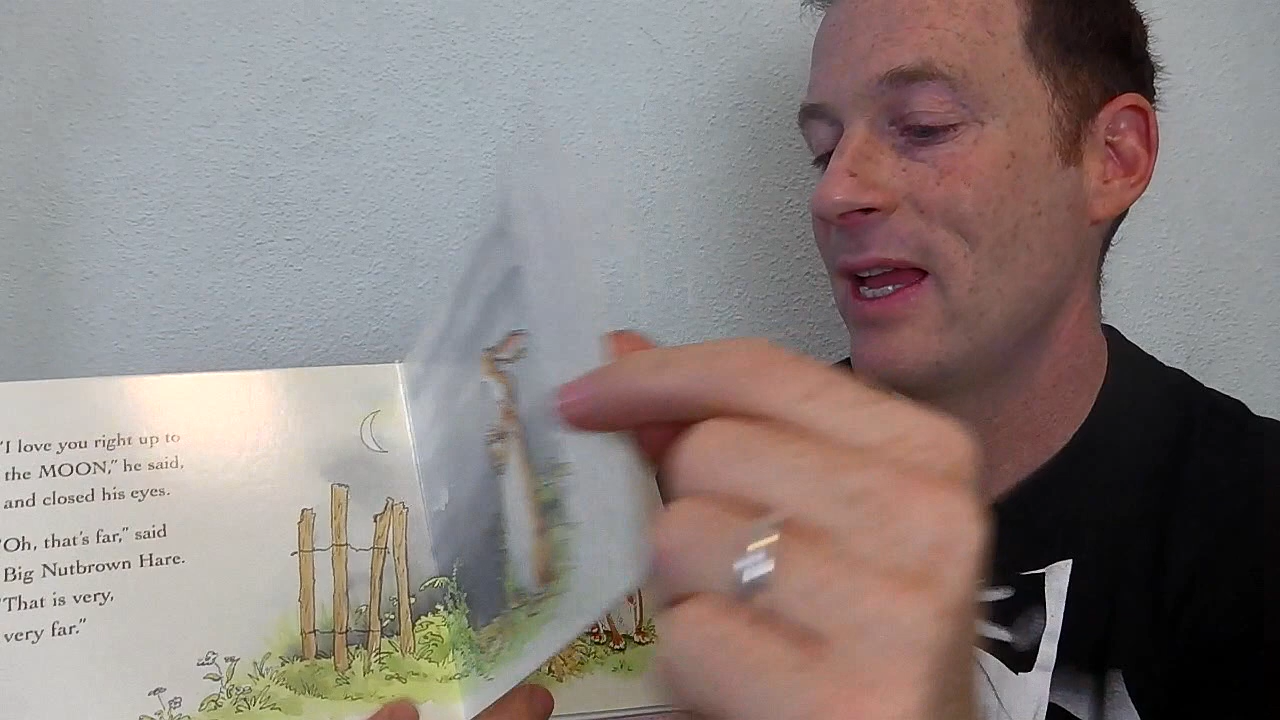 "I love you right up to
the MOON," he said,
and closed his eyes.
"Oh, that's far," said
Big Nutbrown Hare.
"That is very,
very far."